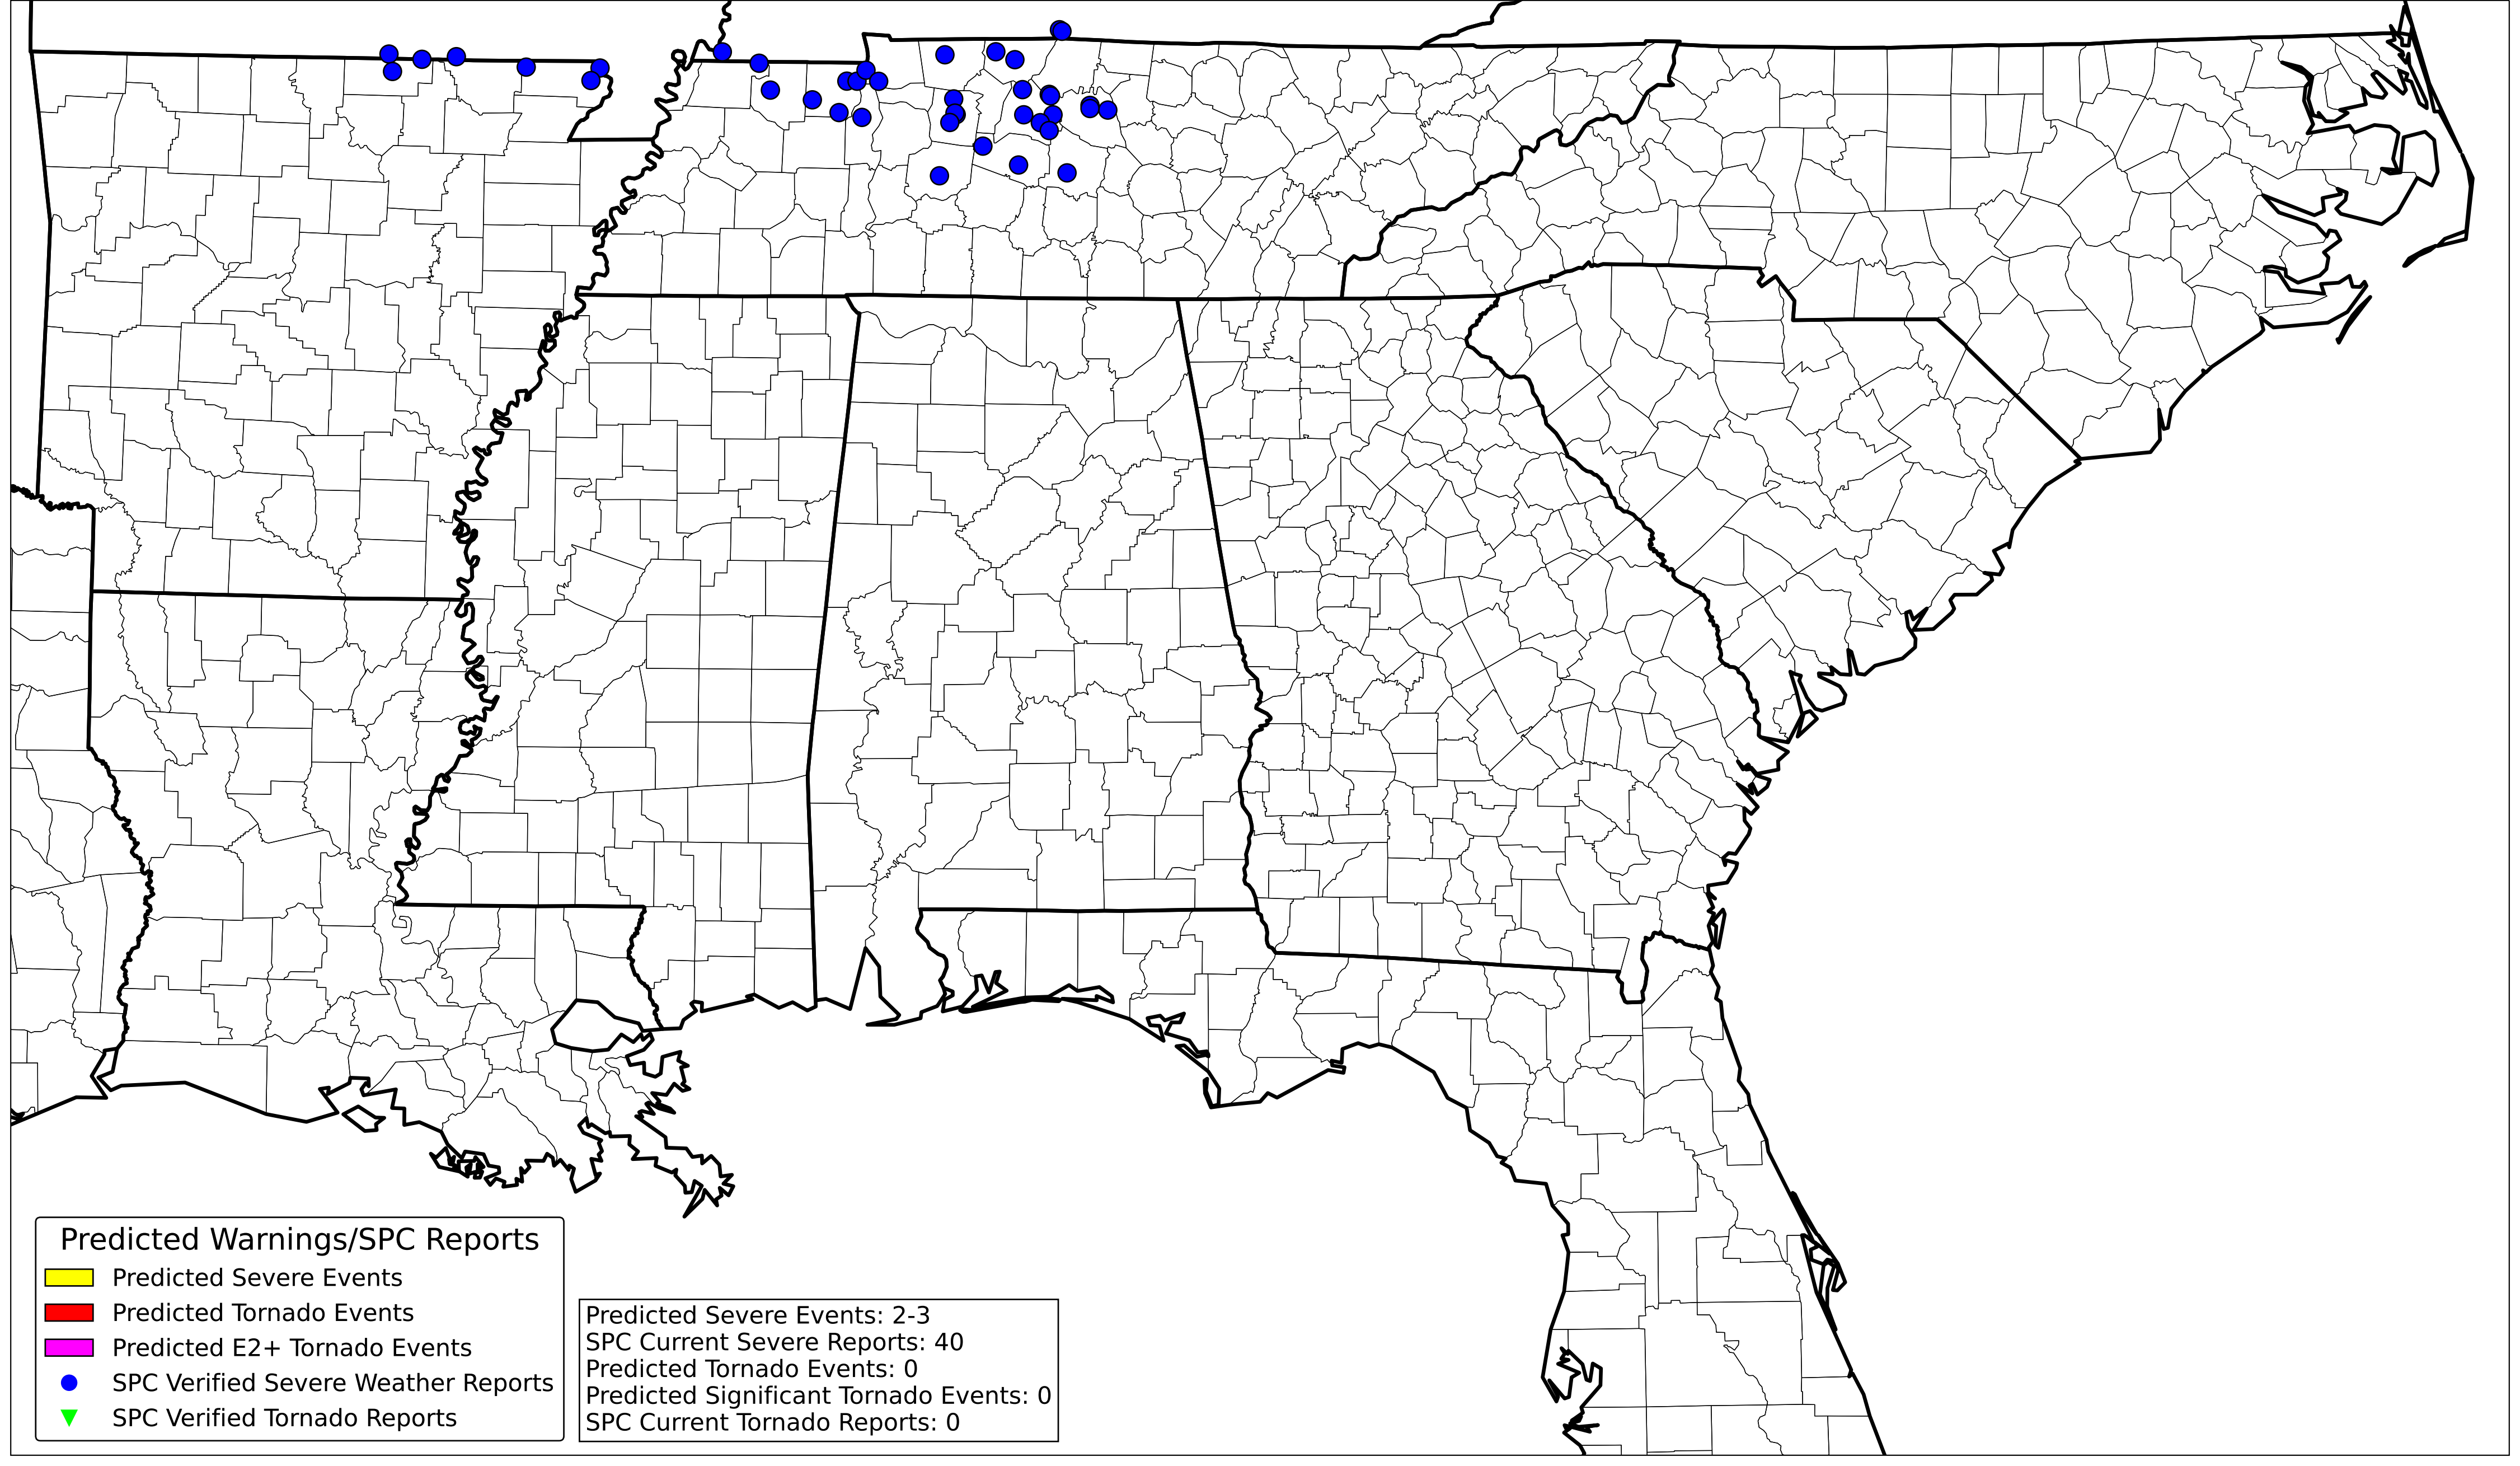 Predicted Warnings/SPC Reports
Predicted Severe Events
Predicted Tornado Events
Predicted E2+ Tornado Events
SPC Verified Severe Weather Reports
SPC Verified Tornado Reports
Predicted Severe Events: 2-3
SPC Current Severe Reports: 40
Predicted Tornado Events: 0
Predicted Significant Tornado Events: 0
SPC Current Tornado Reports: 0